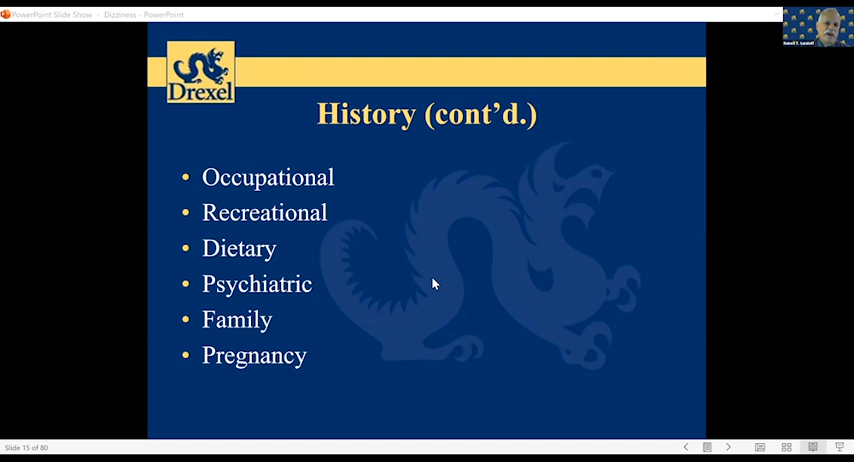 PowerPoint Slide Show - Dizziness - PowerPoint
Drexel
History (cont’d.)
• Occupational
• Recreational
• Dietary
• Psychiatric
• Family
• Pregnancy
Slide 15 of 80